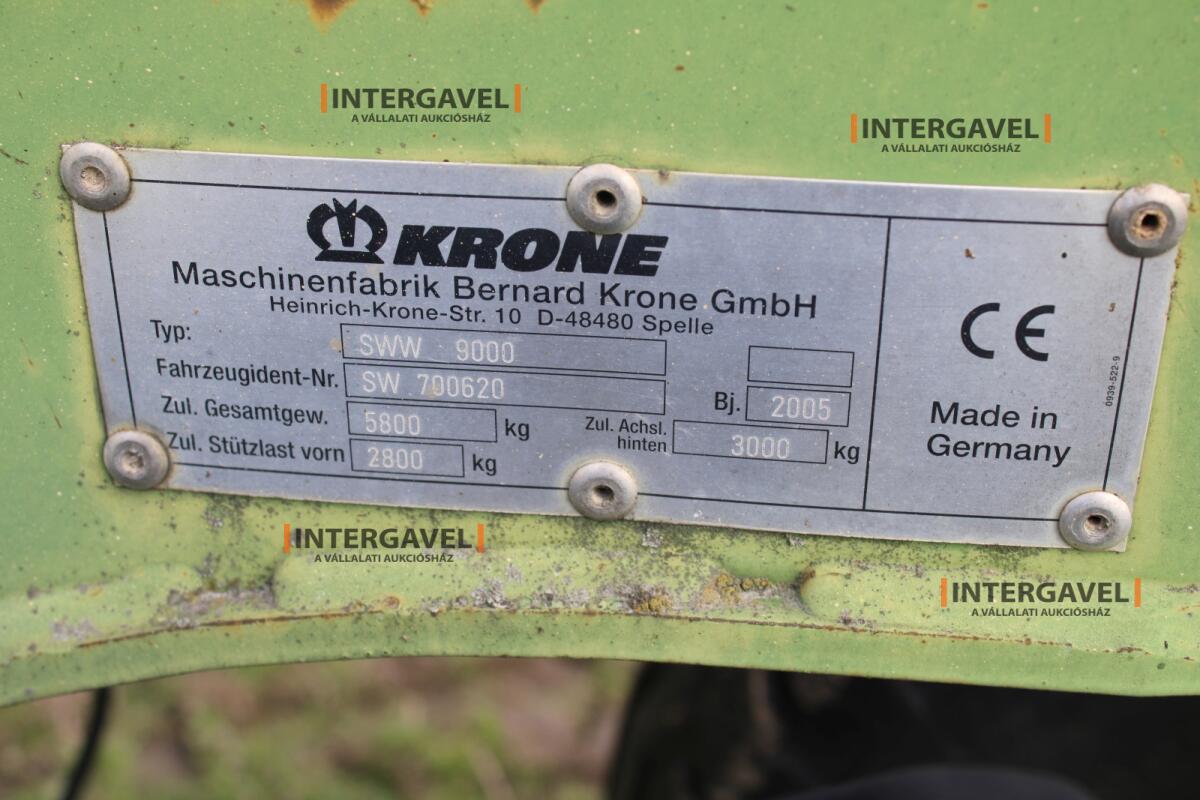 INTERGAVEL
A VÁLLALATI AUKCIÓSHÁZ
INTERGAVEL
A VÁLLALATI AUKCIÓSHÁZ
KRONE
Maschinenfabrik Bernard Krone GmbH
Heinrich-Krone-Str. 10 D-48480 Spelle
Typ: SWW 9000
Fahrzeugident-Nr. SW 700620 Bj. 2005
Zul. Gesamtgew. 5800 kg Zul. Achsl. hinten 3000 kg
Zul. Stützlast vorn 2800 kg
CE
Made in
Germany
0939-522-9
INTERGAVEL
A VÁLLALATI AUKCIÓSHÁZ
INTERGAVEL
A VÁLLALATI AUKCIÓSHÁZ